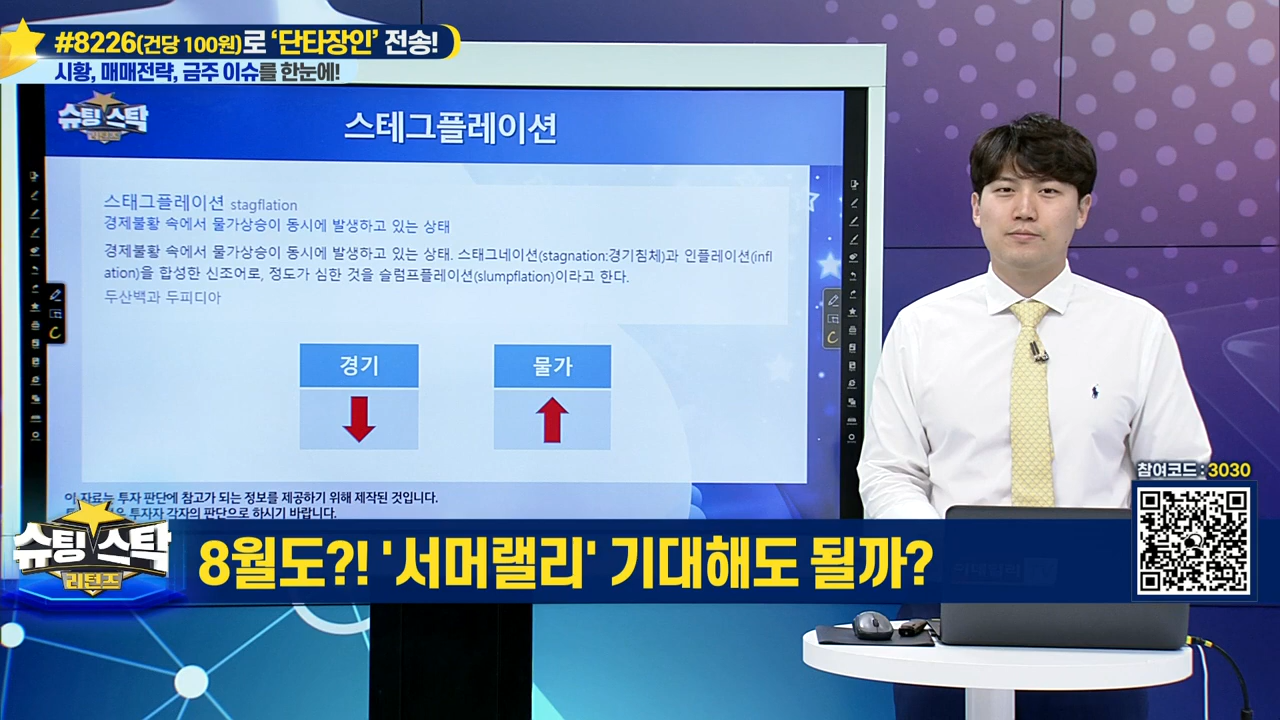 #8226(건당 100원)로 '단타장인' 전송!
시황, 매매전략, 금주 이슈를 한눈에!
슈팅 스탁
리턴즈
스테그플레이션
스태그플레이션 stagflation
경제불황 속에서 물가상승이 동시에 발생하고 있는 상태
경제불황 속에서 물가상승이 동시에 발생하고 있는 상태. 스태그네이션(stagnation:경기침체)과 인플레이션(infl
ation)을 합성한 신조어로, 정도가 심한 것을 슬럼프플레이션(slumpflation)이라고 한다.
두산백과 두피디아
경기
물가
이 자료는 투자 판단에 참고가 되는 정보를 제공하기 위해 제작된 것입니다.
투자자 각자의 판단으로 하시기 바랍니다.
참여코드 : 3030
슈팅 스탁
리턴즈
8월도?! '서머랠리' 기대해도 될까?